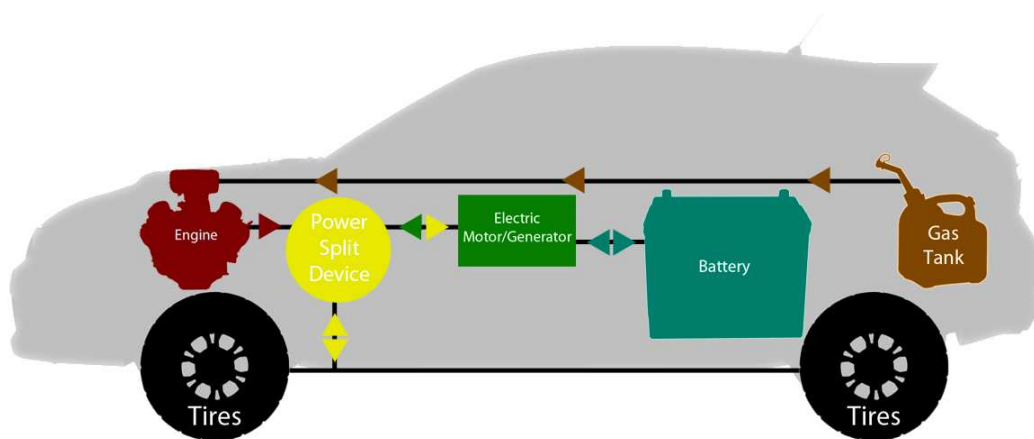 Engine
Power
Split
Device
Electric
Motor/Generator
Battery
Gas
Tank
Tires
Tires